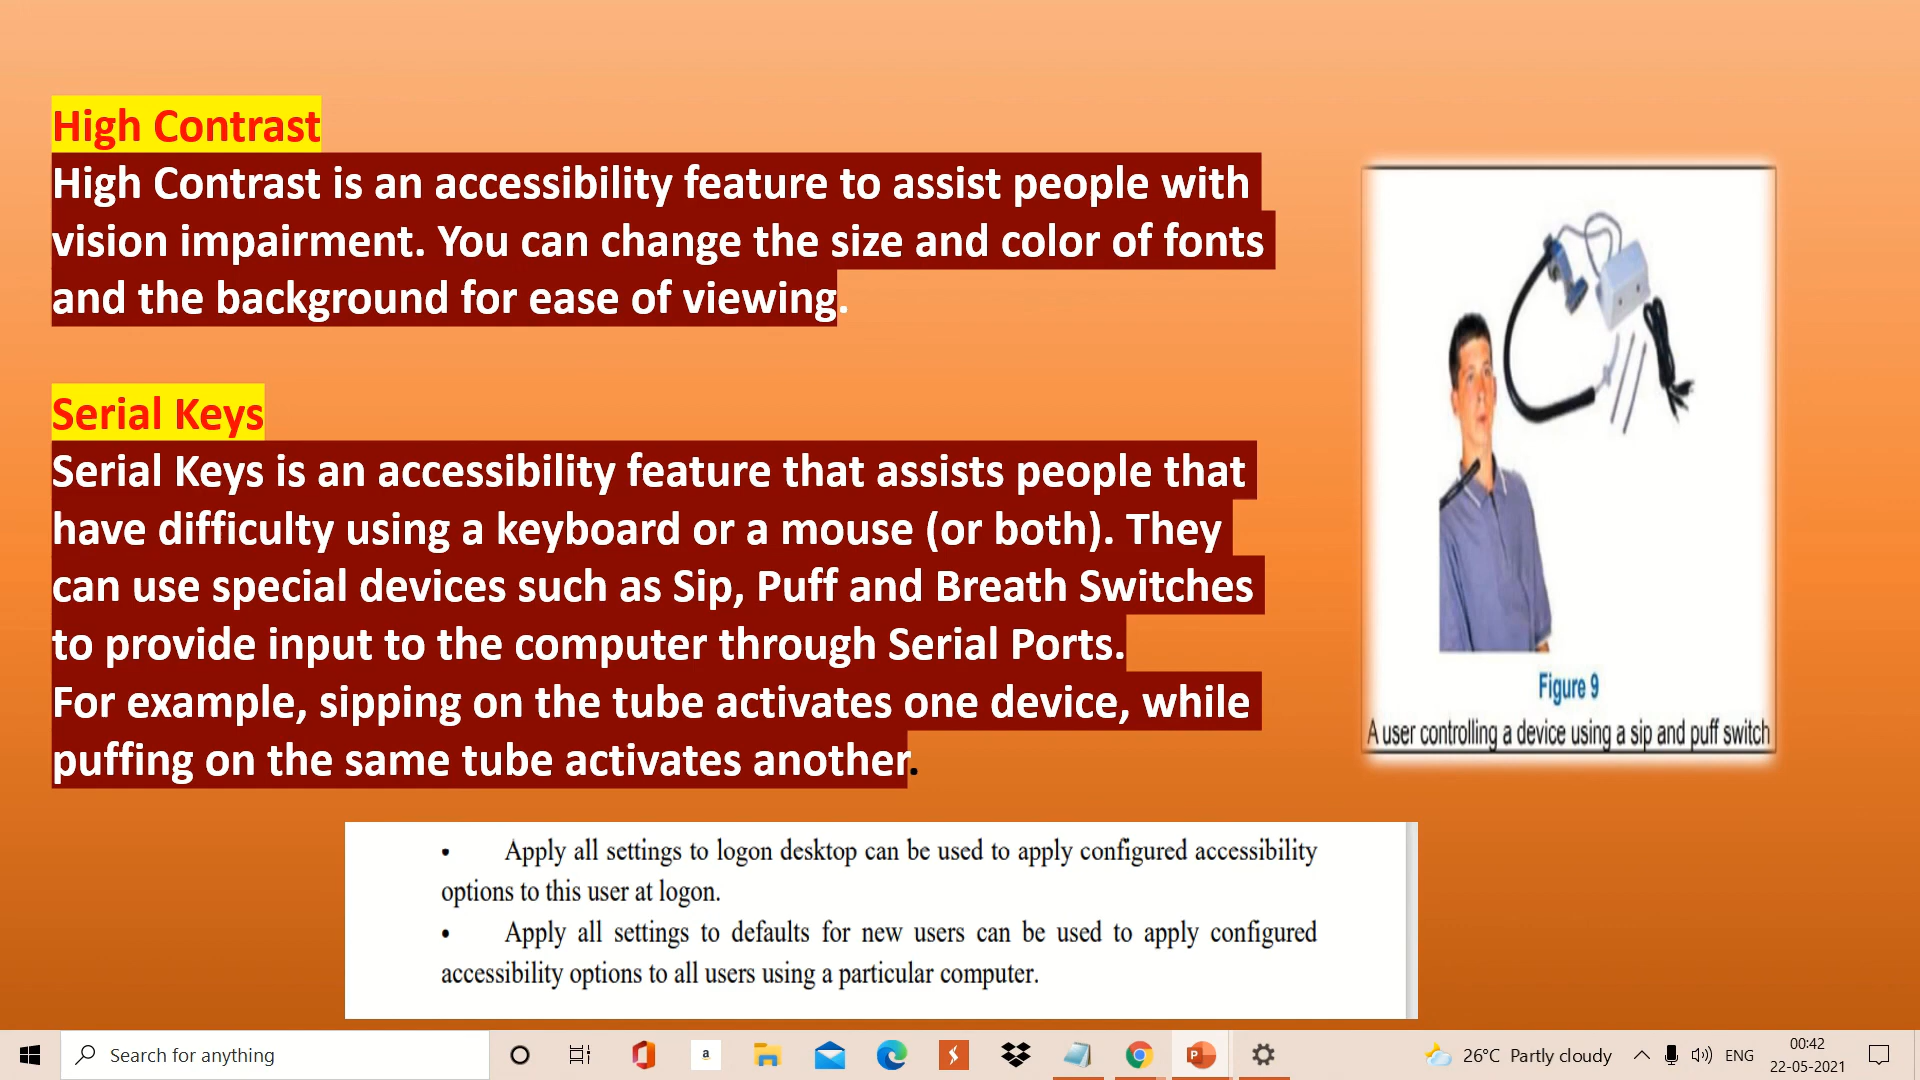 High Contrast
High Contrast is an accessibility feature to assist people with
vision impairment. You can change the size and color of fonts
and the background for ease of viewing.
Serial Keys
Serial Keys is an accessibility feature that assists people that
have difficulty using a keyboard or a mouse (or both). They
can use special devices such as Sip, Puff and Breath Switches
to provide input to the computer through Serial Ports.
For example, sipping on the tube activates one device, while
puffing on the same tube activates another.
Figure 9
A user controlling a device using a sip and puff switch
• Apply all settings to logon desktop can be used to apply configured accessibility
options to this user at logon.
• Apply all settings to defaults for new users can be used to apply configured
accessibility options to all users using a particular computer.
Search for anything
a
P
26°C Partly cloudy
ENG
00:42
22-05-2021